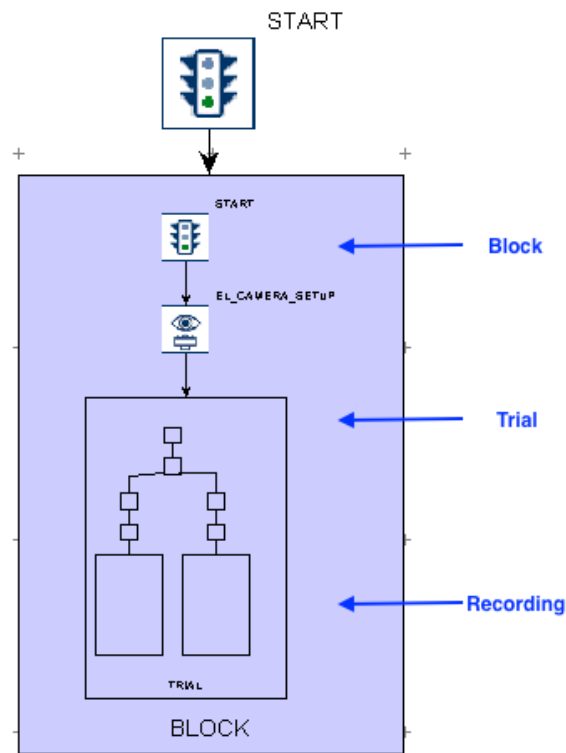 START
START
Block
EL_CAMERA_SETUP
Trial
Recording
TRIAL
BLOCK